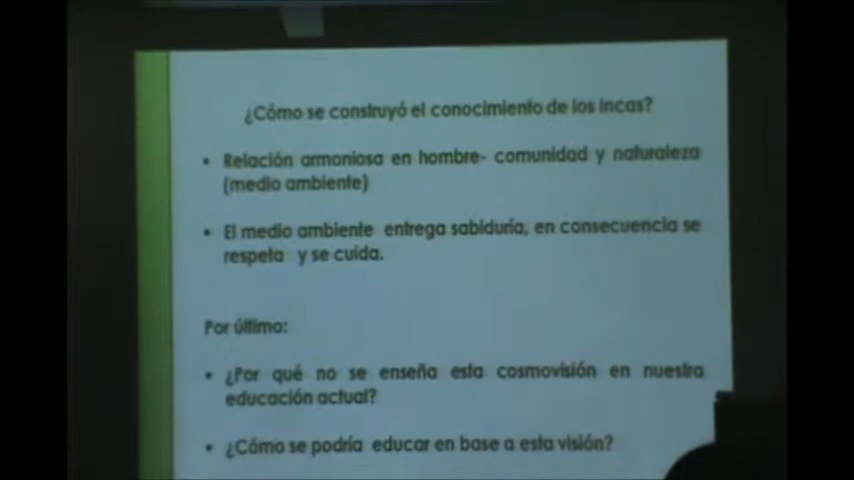 ¿Cómo se construyó el conocimiento de los Incas?
• Relación armoniosa en hombre- comunidad y naturaleza
(medio ambiente)
• El medio ambiente entrega sabiduría, en consecuencia se
respeta y se cuida.
Por último:
• ¿Por qué no se enseña esta cosmovisión en nuestra
educación actual?
• ¿Cómo se podría educar en base a esta visión?